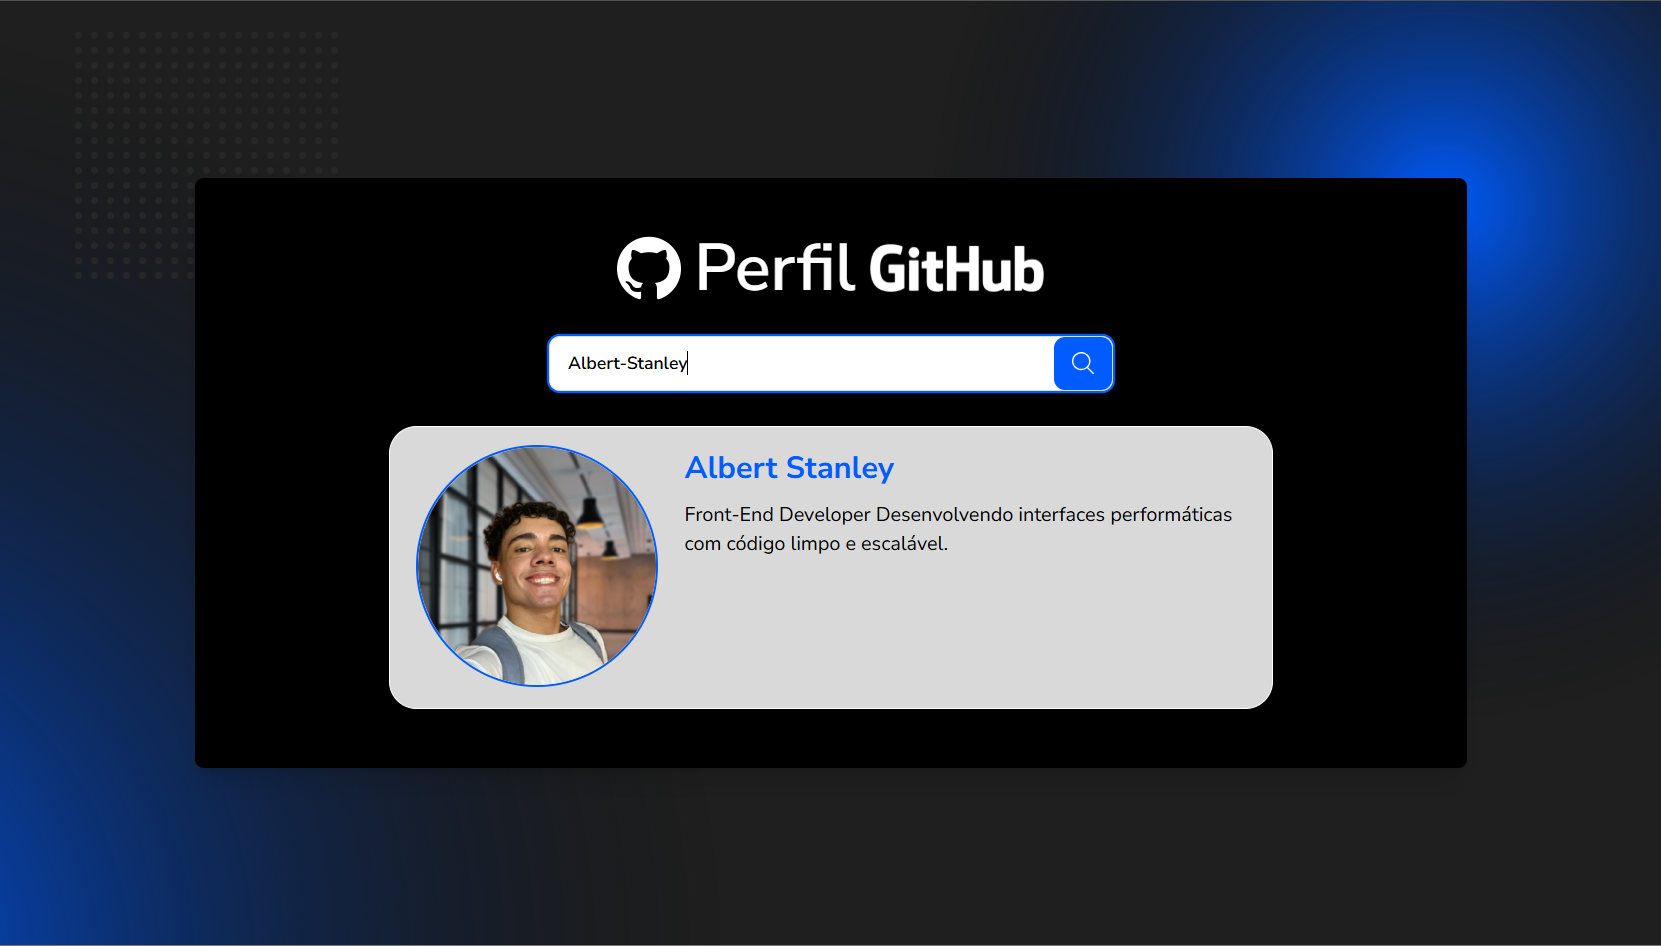 Perfil GitHub
Albert-Stanley
Albert Stanley
Front-End Developer Desenvolvendo interfaces performáticas
com código limpo e escalável.